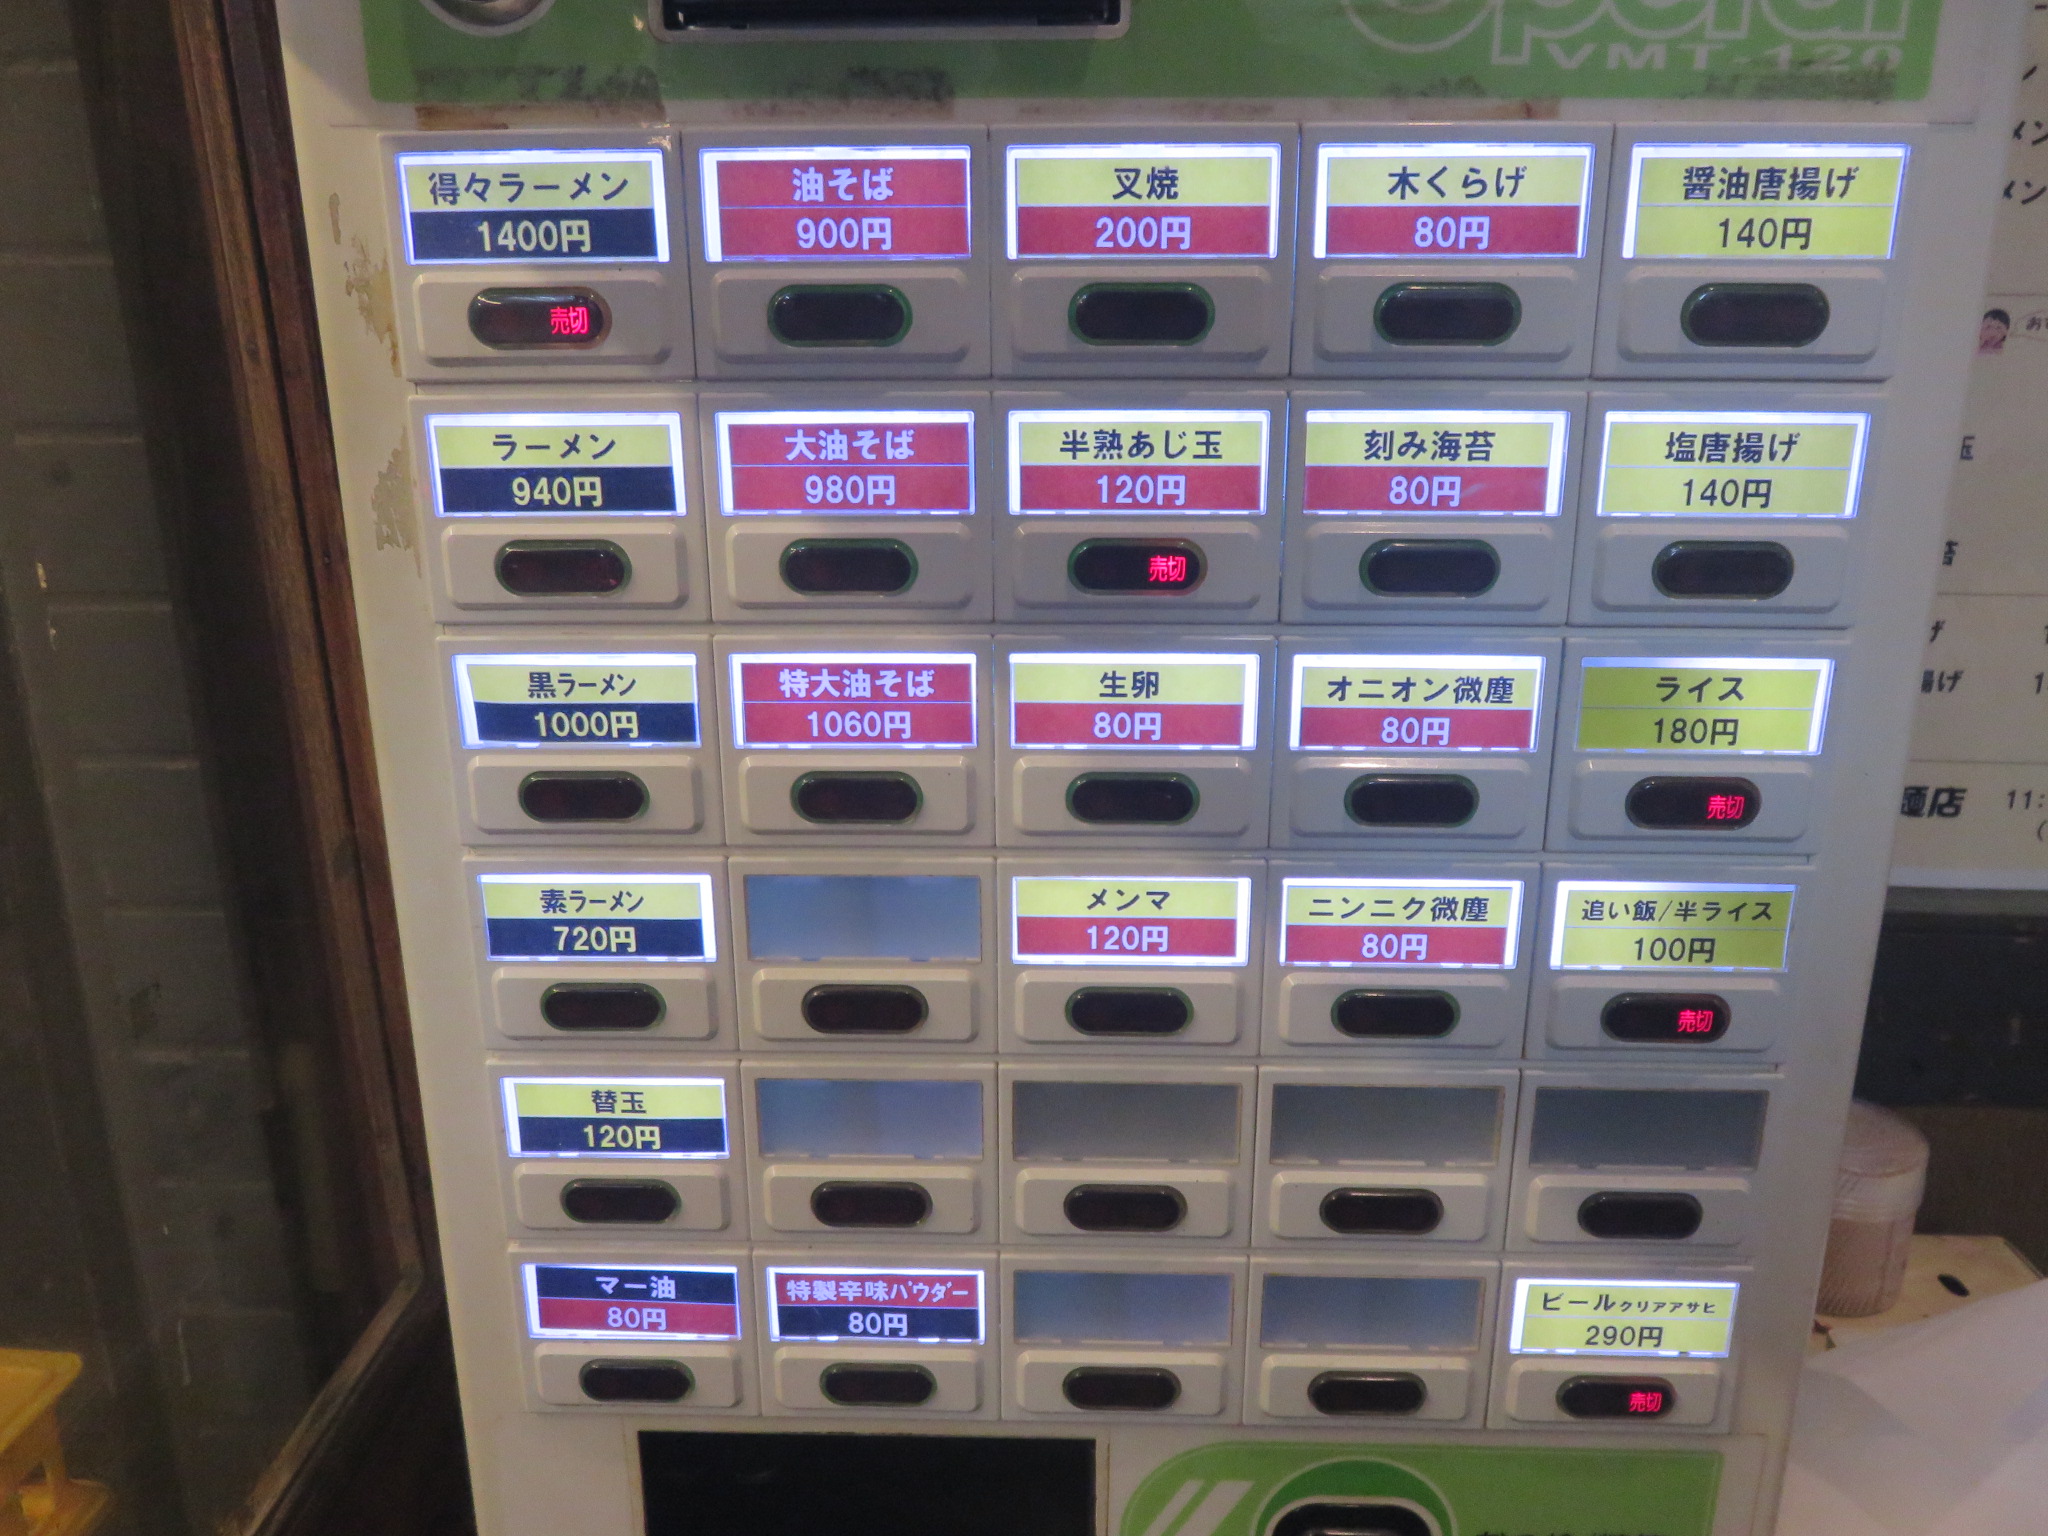 VMT-120
得々ラーメン
1400円
売切
油そば
900円
叉焼
200円
木くらげ
80円
醤油唐揚げ
140円
ラーメン
940円
大油そば
980円
半熟あじ玉
120円
売切
刻み海苔
80円
塩唐揚げ
140円
黒ラーメン
1000円
特大油そば
1060円
生卵
80円
オニオン微塵
80円
ライス
180円
売切
素ラーメン
720円
メンマ
120円
ニンニク微塵
80円
追い飯/半ライス
100円
売切
替玉
120円
マー油
80円
特製辛味パウダー
80円
ビールクリアアサヒ
290円
売切
メン
メン
げ
揚げ
麺店
11: